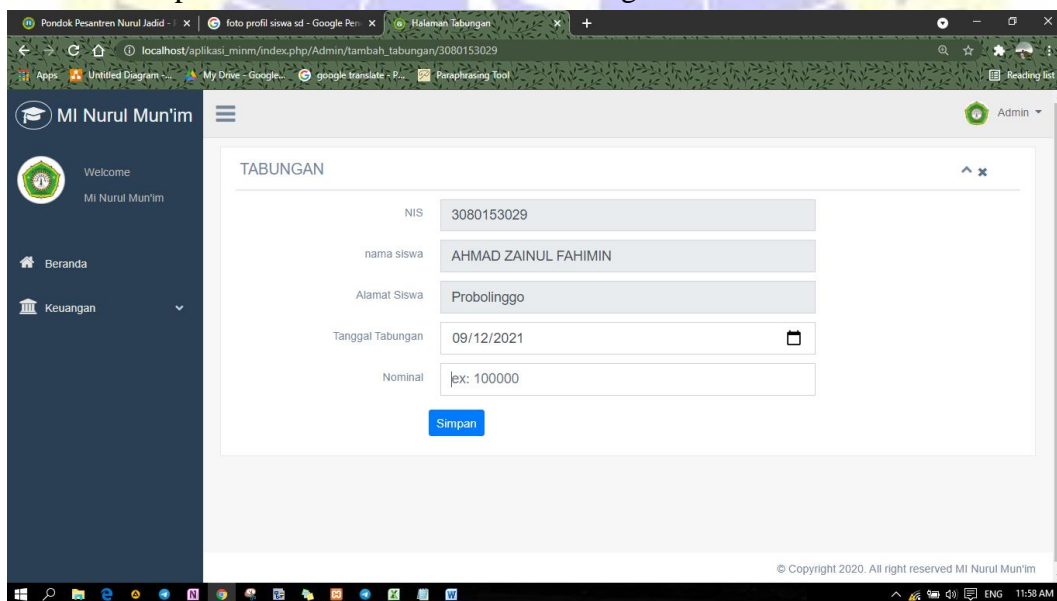 Pondok Pesantren Nurul Jadid -
foto profil siswa sd - Google Pen
Halaman Tabungan
localhost/aplikasi_minm/index.php/Admin/tambah_tabungan/3080153029
Apps
Untitled Diagram -...
My Drive - Google...
google translate - P...
Paraphrasing Tool
Reading list
MI Nurul Mun'im
Admin
Welcome
Mi Nurul Mun'im
Beranda
Keuangan
TABUNGAN
NIS 3080153029
nama siswa AHMAD ZAINUL FAHIMIN
Alamat Siswa Probolinggo
Tanggal Tabungan 09/12/2021
Nominal ex: 100000
Simpan
© Copyright 2020. All right reserved MI Nurul Mun'im
ENG 11:58 AM